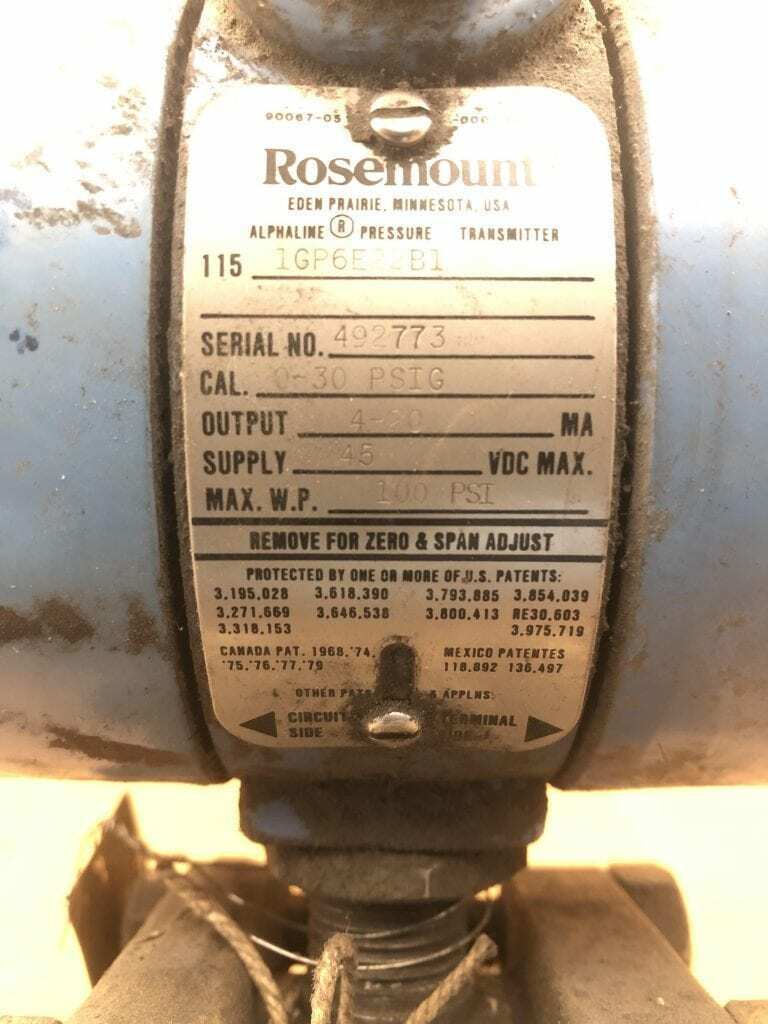 90067-05
Rosemount
EDEN PRAIRIE, MINNESOTA, USA
ALPHALINE ® PRESSURE TRANSMITTER
115 1GP6E22B1
SERIAL NO. 492773
CAL. 0-30 PSIG
OUTPUT 4-20 MA
SUPPLY 45 VDC MAX.
MAX. W.P. 100 PSI
REMOVE FOR ZERO & SPAN ADJUST
PROTECTED BY ONE OR MORE OF U.S. PATENTS:
3,195,028 3,618,390 3,793,885 3,854,039
3,271,669 3,646,538 3,800,413 RE30,603
3,318,153 3,975,719
CANADA PAT. 1968,'74, MEXICO PATENTES
'75,'76,'77,'79 118,892 136,497
OTHER PATS & APPLNS:
CIRCUIT TERMINAL
SIDE SIDE